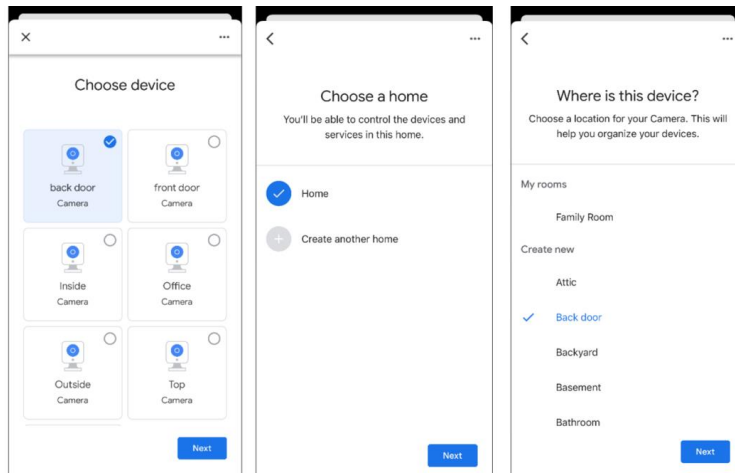 Choose device
back door
Camera
front door
Camera
Inside
Camera
Office
Camera
Outside
Camera
Top
Camera
Next
Choose a home
You'll be able to control the devices and
services in this home.
Home
Create another home
Next
Where is this device?
Choose a location for your Camera. This will
help you organize your devices.
My rooms
Family Room
Create new
Attic
Back door
Backyard
Basement
Bathroom
Next